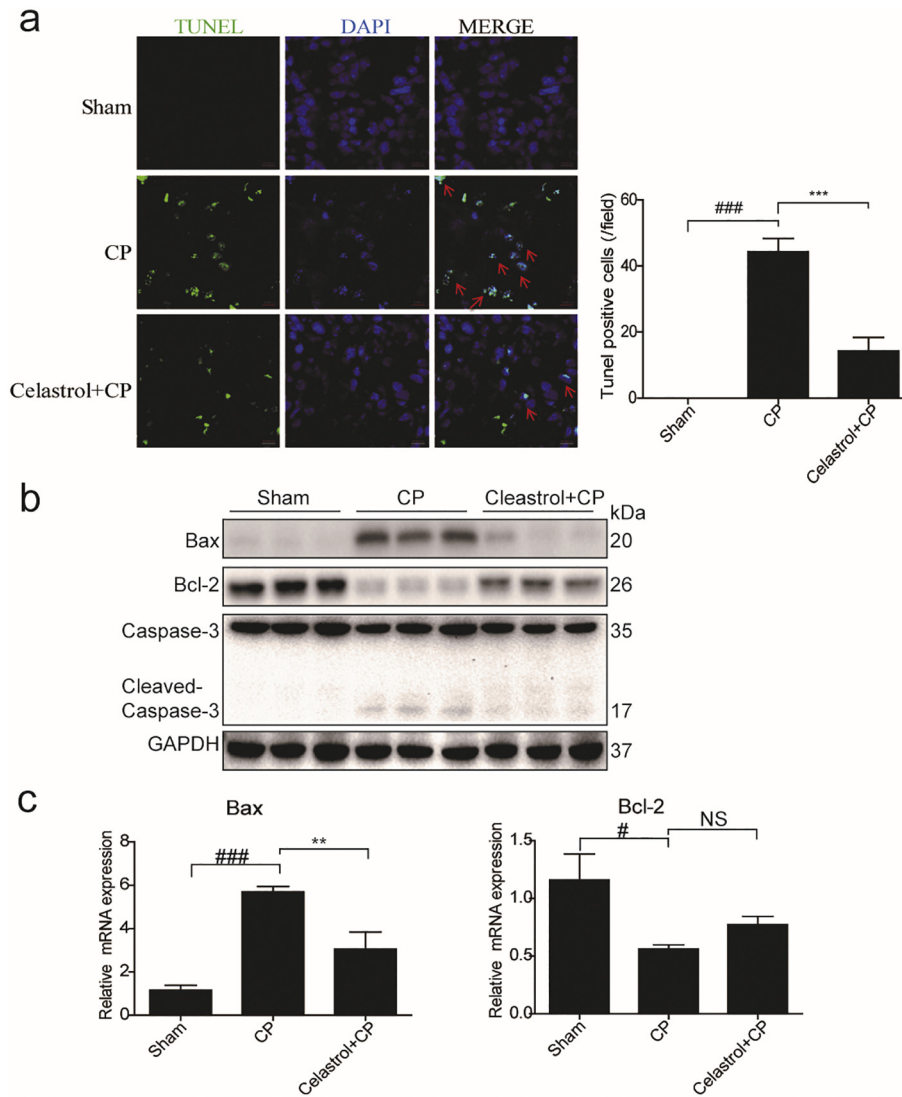 a
TUNEL DAPI MERGE
Sham
CP
Celastrol+CP
Tunel positive cells (/field)
60
40
20
0
### ***
Sham CP Celastrol+CP
b
Sham CP Cleastrol+CP
kDa
Bax 20
Bcl-2 26
Caspase-3 35
Cleaved-
Caspase-3 17
GAPDH 37
c
Bax
Relative mRNA expression
8
6
4
2
0
### **
Sham CP Celastrol+CP
Bcl-2
Relative mRNA expression
1.5
1.0
0.5
0.0
# NS
Sham CP Celastrol+CP